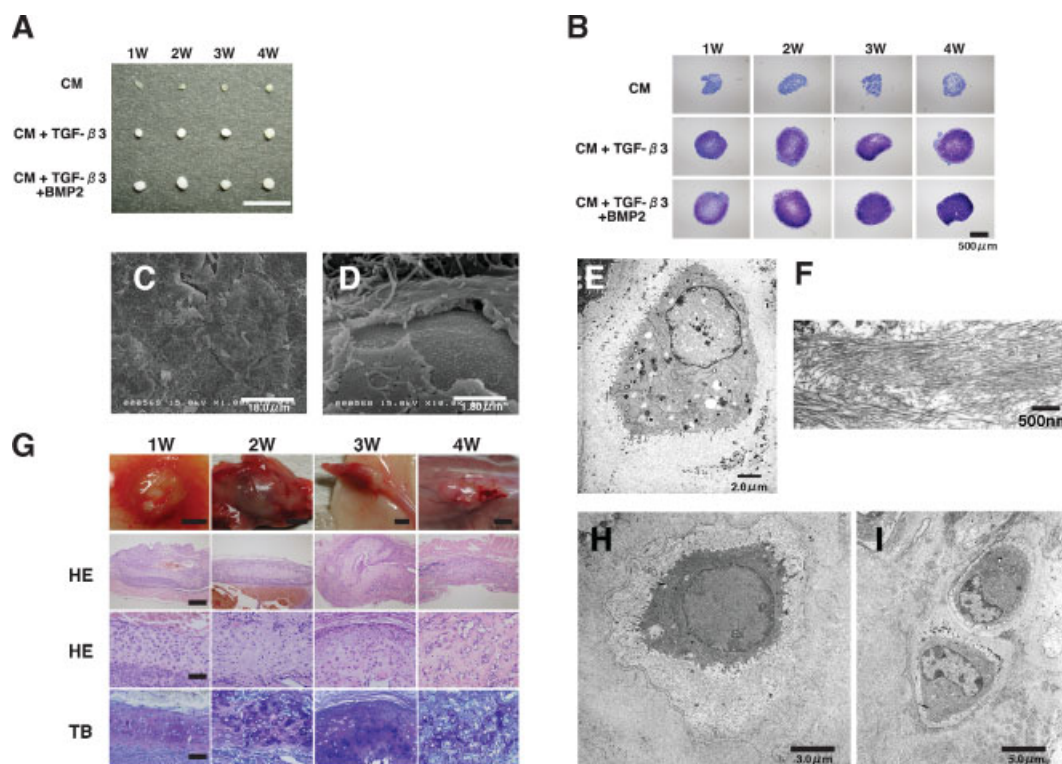 A
1W 2W 3W 4W
CM
CM + TGF-β3
CM + TGF-β3
+BMP2
B
1W 2W 3W 4W
CM
CM + TGF-β3
CM + TGF-β3
+BMP2
500μm
C
D
E
2.0μm
F
500nm
G
1W 2W 3W 4W
HE
HE
TB
H
3.0μm
I
5.0μm